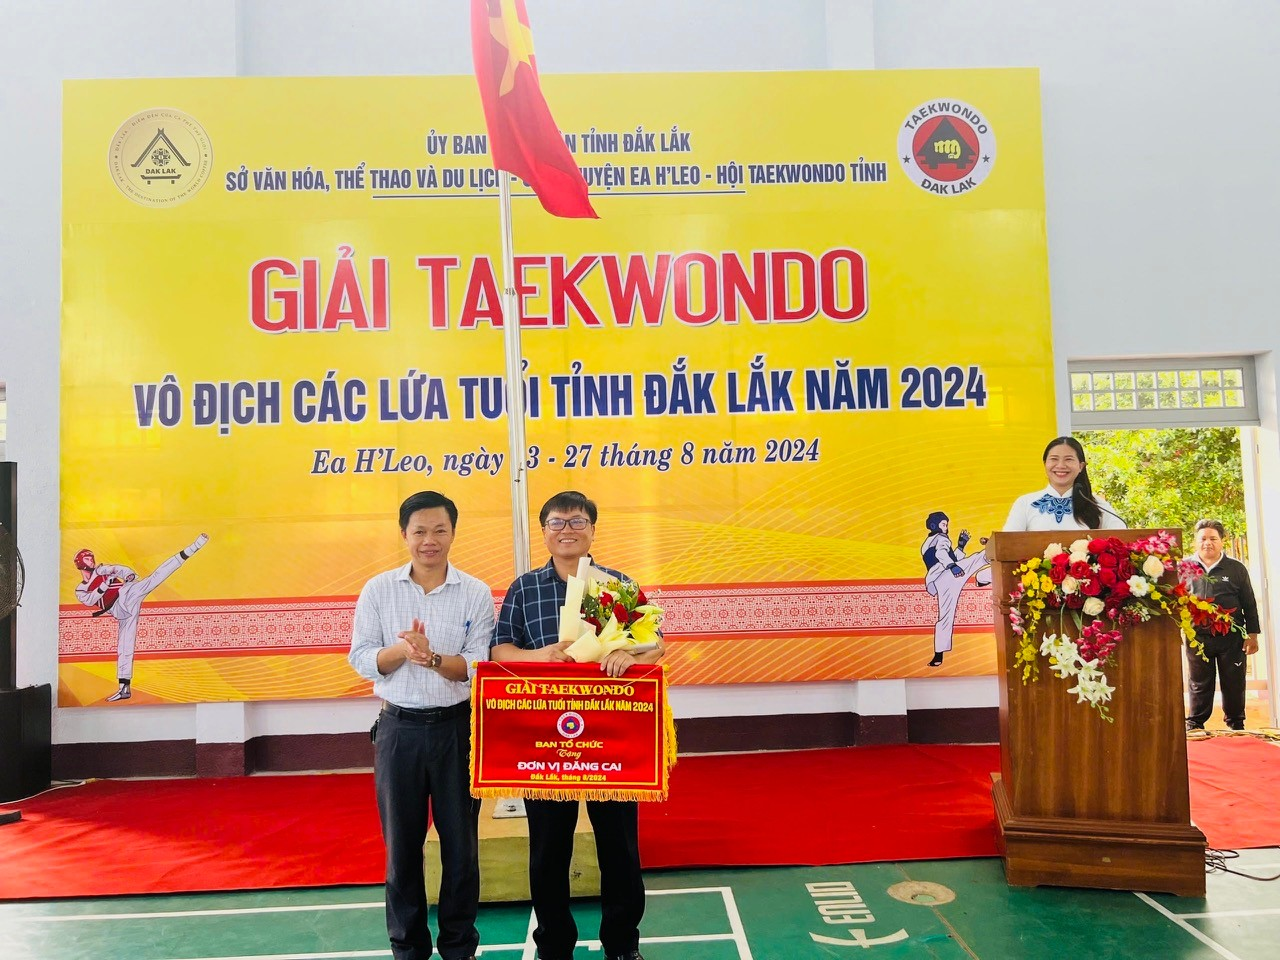 ỦY BAN TỈNH ĐẮK LẮK
SỞ VĂN HÓA, THỂ THAO VÀ DU LỊCH - HUYỆN EA H'LEO - HỘI TAEKWONDO TỈNH
DAK LAK
TAEKWONDO
DAK LAK
GIẢI TAEKWONDO
VÔ ĐỊCH CÁC LỨA TUỔI TỈNH ĐẮK LẮK NĂM 2024
Ea H'Leo, ngày 3 - 27 tháng 8 năm 2024
GIẢI TAEKWONDO
VÔ ĐỊCH CÁC LỨA TUỔI TỈNH ĐẮK LẮK NĂM 2024
BAN TỔ CHỨC
Tặng
ĐƠN VỊ ĐĂNG CAI
Đắk Lắk, tháng 8/2024
ENLIO